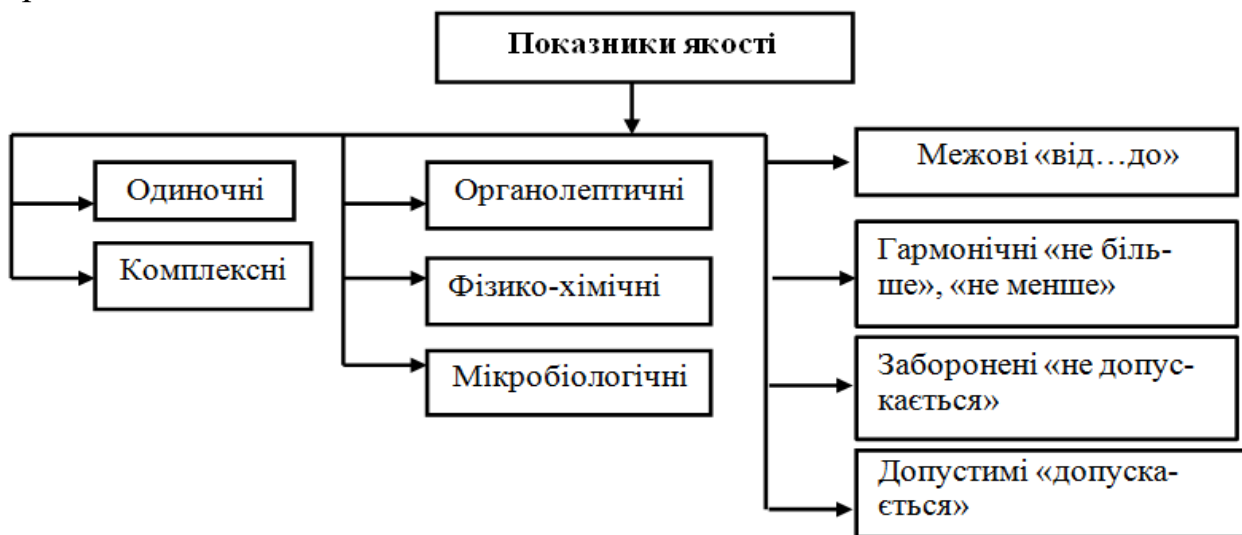 Показники якості
Одиночні
Комплексні
Органолептичні
Фізико-хімічні
Мікробіологічні
Межові «від…до»
Гармонічні «не біль-
ше», «не менше»
Заборонені «не допус-
кається»
Допустимі «допуска-
ється»